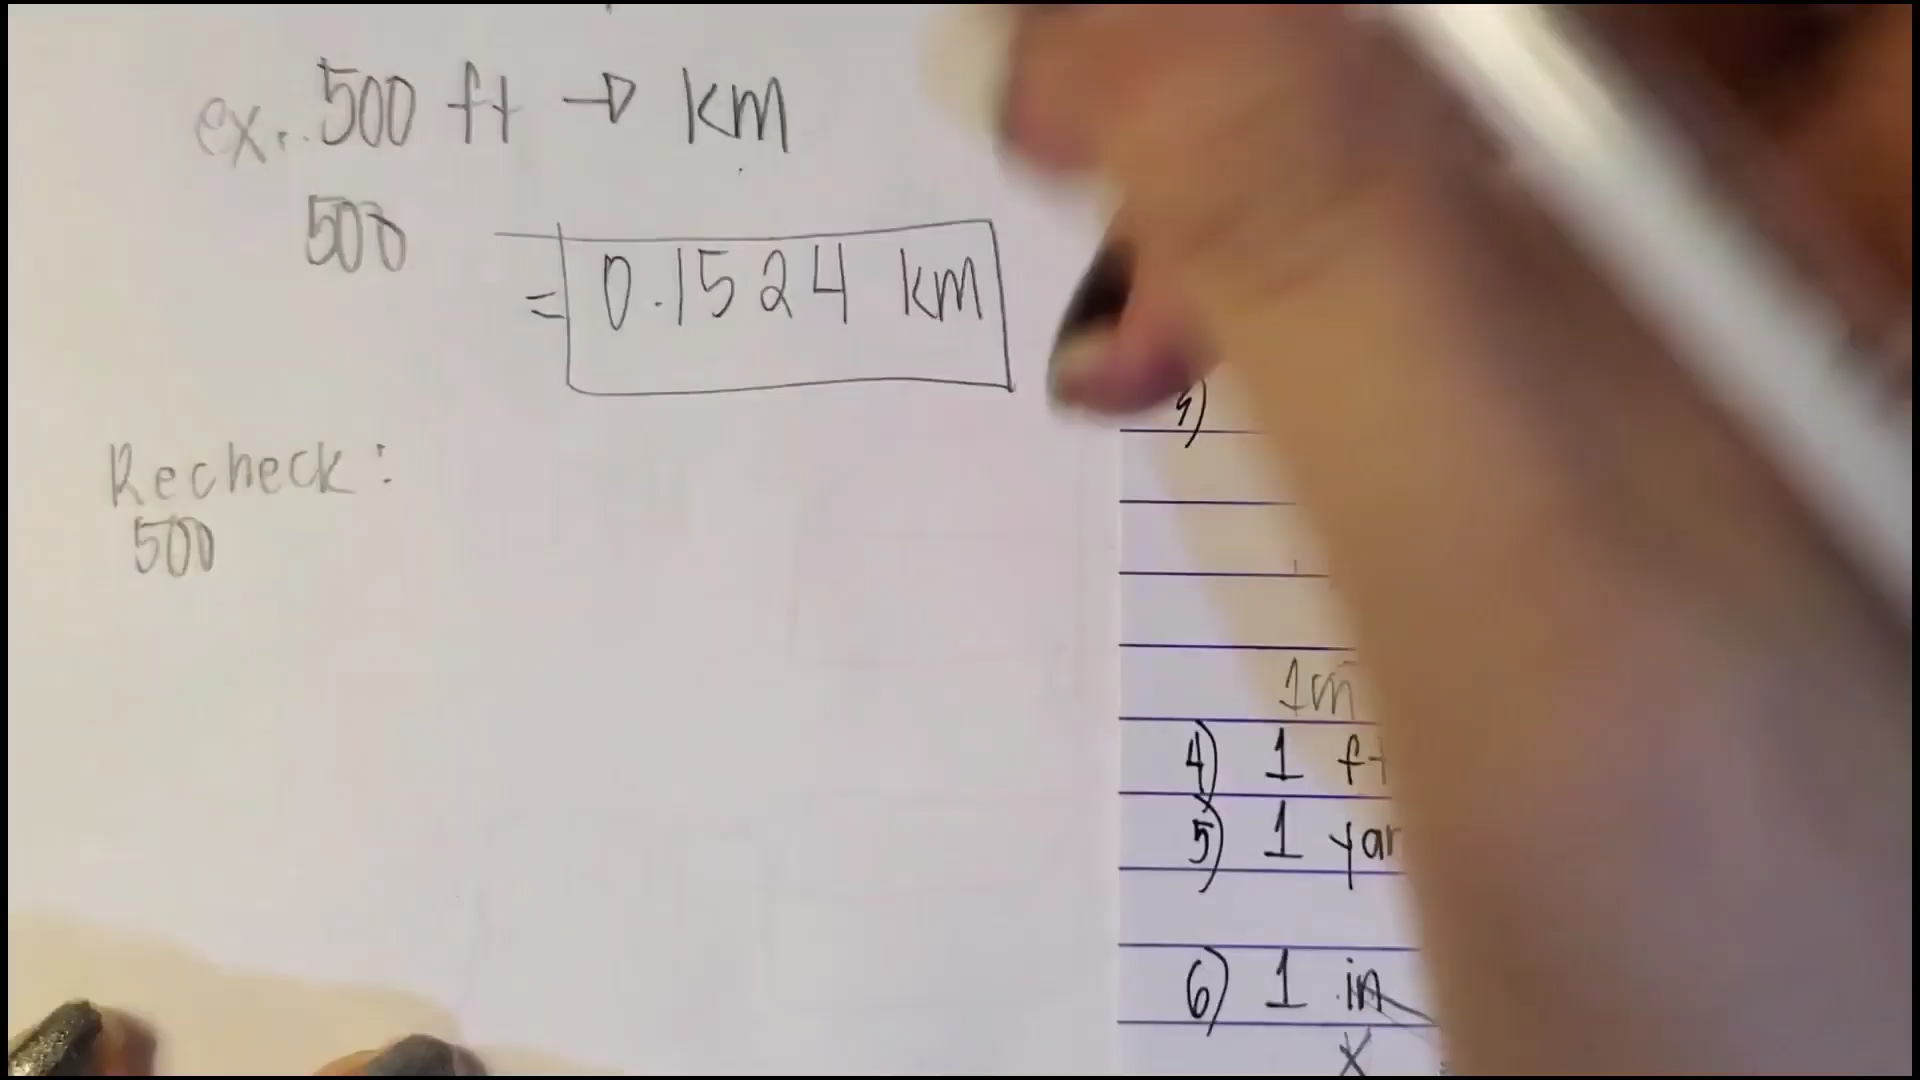 ex. 500 ft → km
500
= 0.1524 km
Recheck:
500
1m
4) 1 ft
5) 1 yar
6) 1 in
x